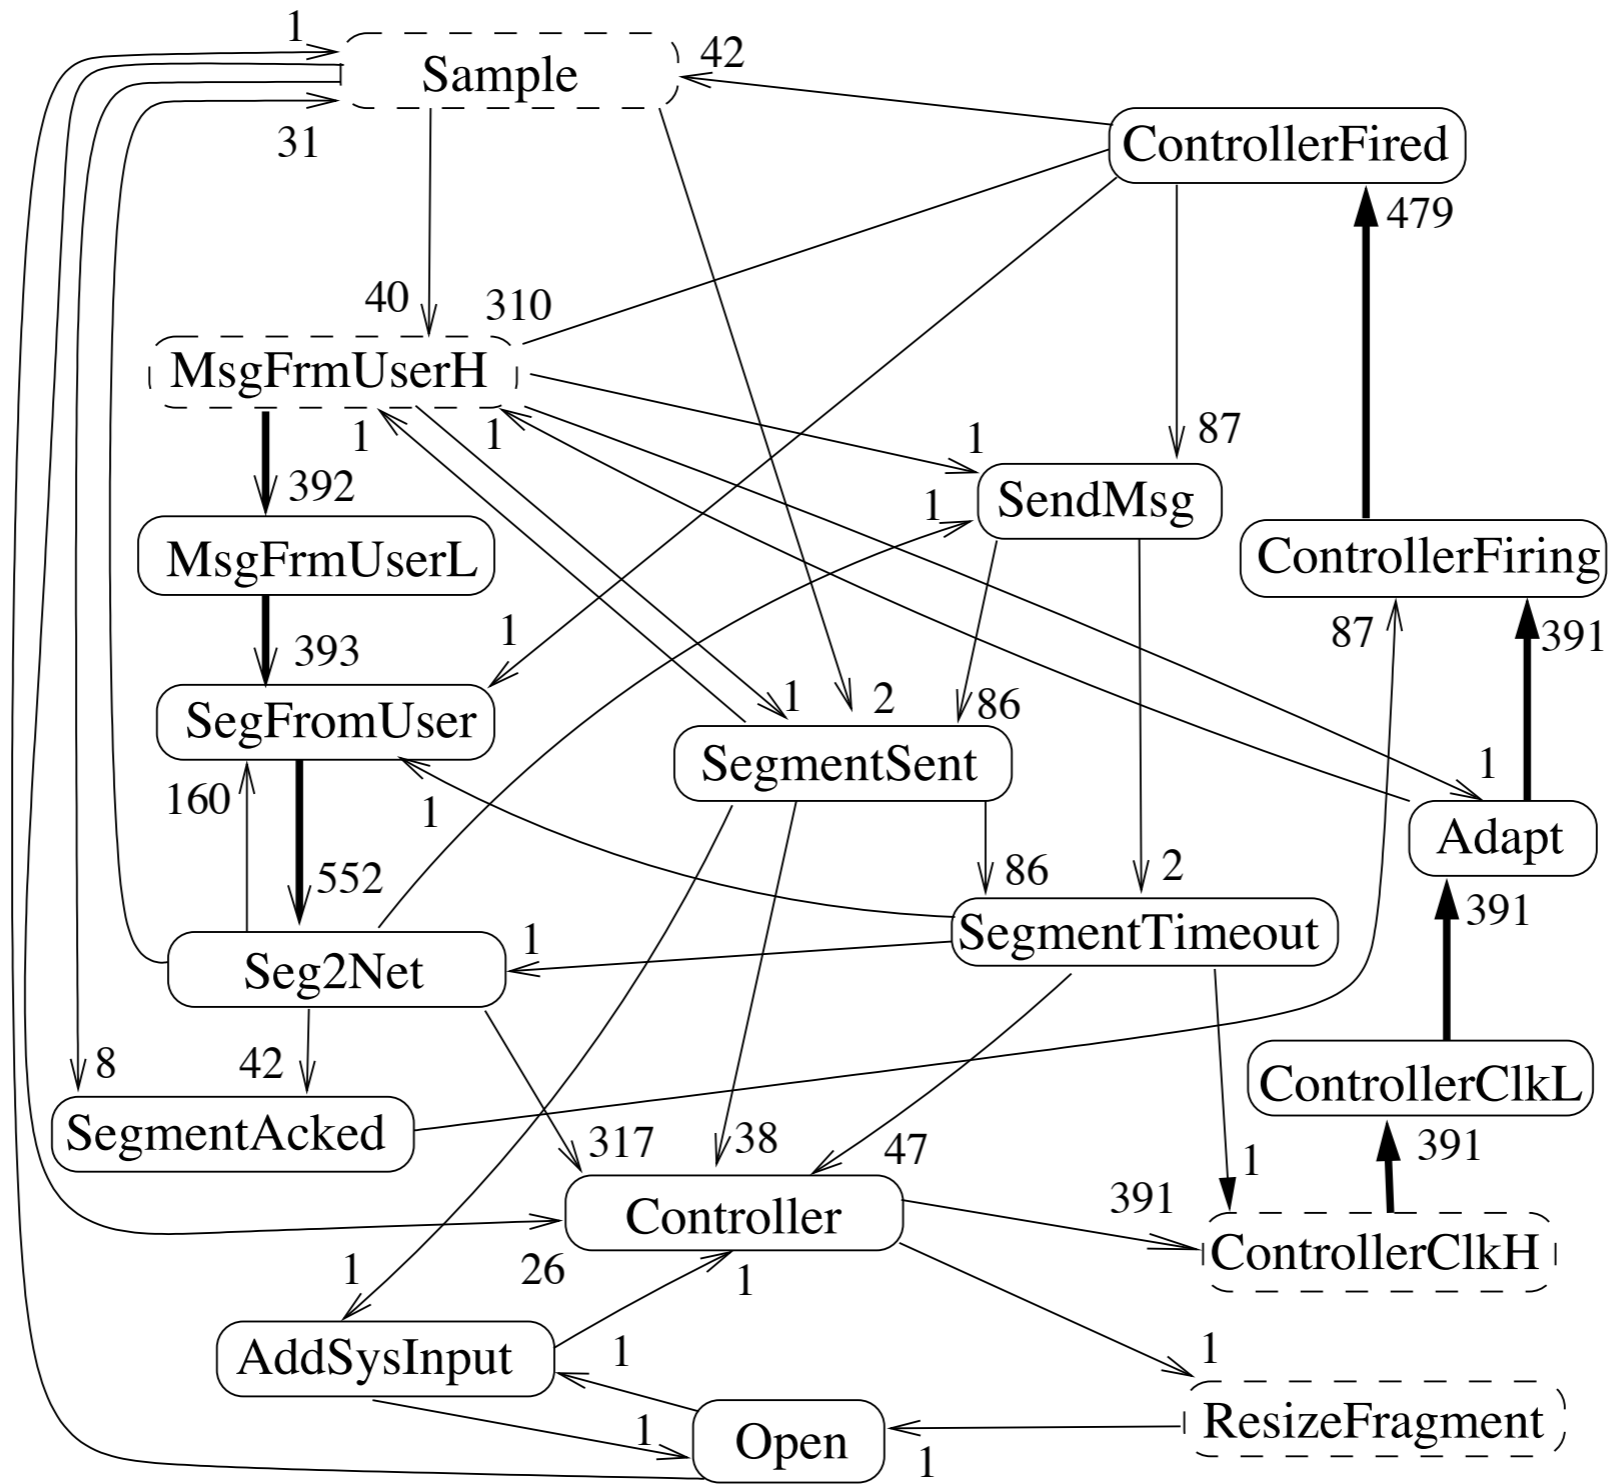 1
Sample
42
31
ControllerFired
479
40
310
MsgFrmUserH
1
1
1
87
392
SendMsg
1
MsgFrmUserL
ControllerFiring
1
87
391
393
SegFromUser
1
2
86
SegmentSent
1
160
1
Adapt
552
86
2
391
1
SegmentTimeout
Seg2Net
8
42
ControllerClkL
SegmentAcked
317
38
47
1
391
391
Controller
ControllerClkH
1
26
1
AddSysInput
1
1
1
Open
ResizeFragment
1